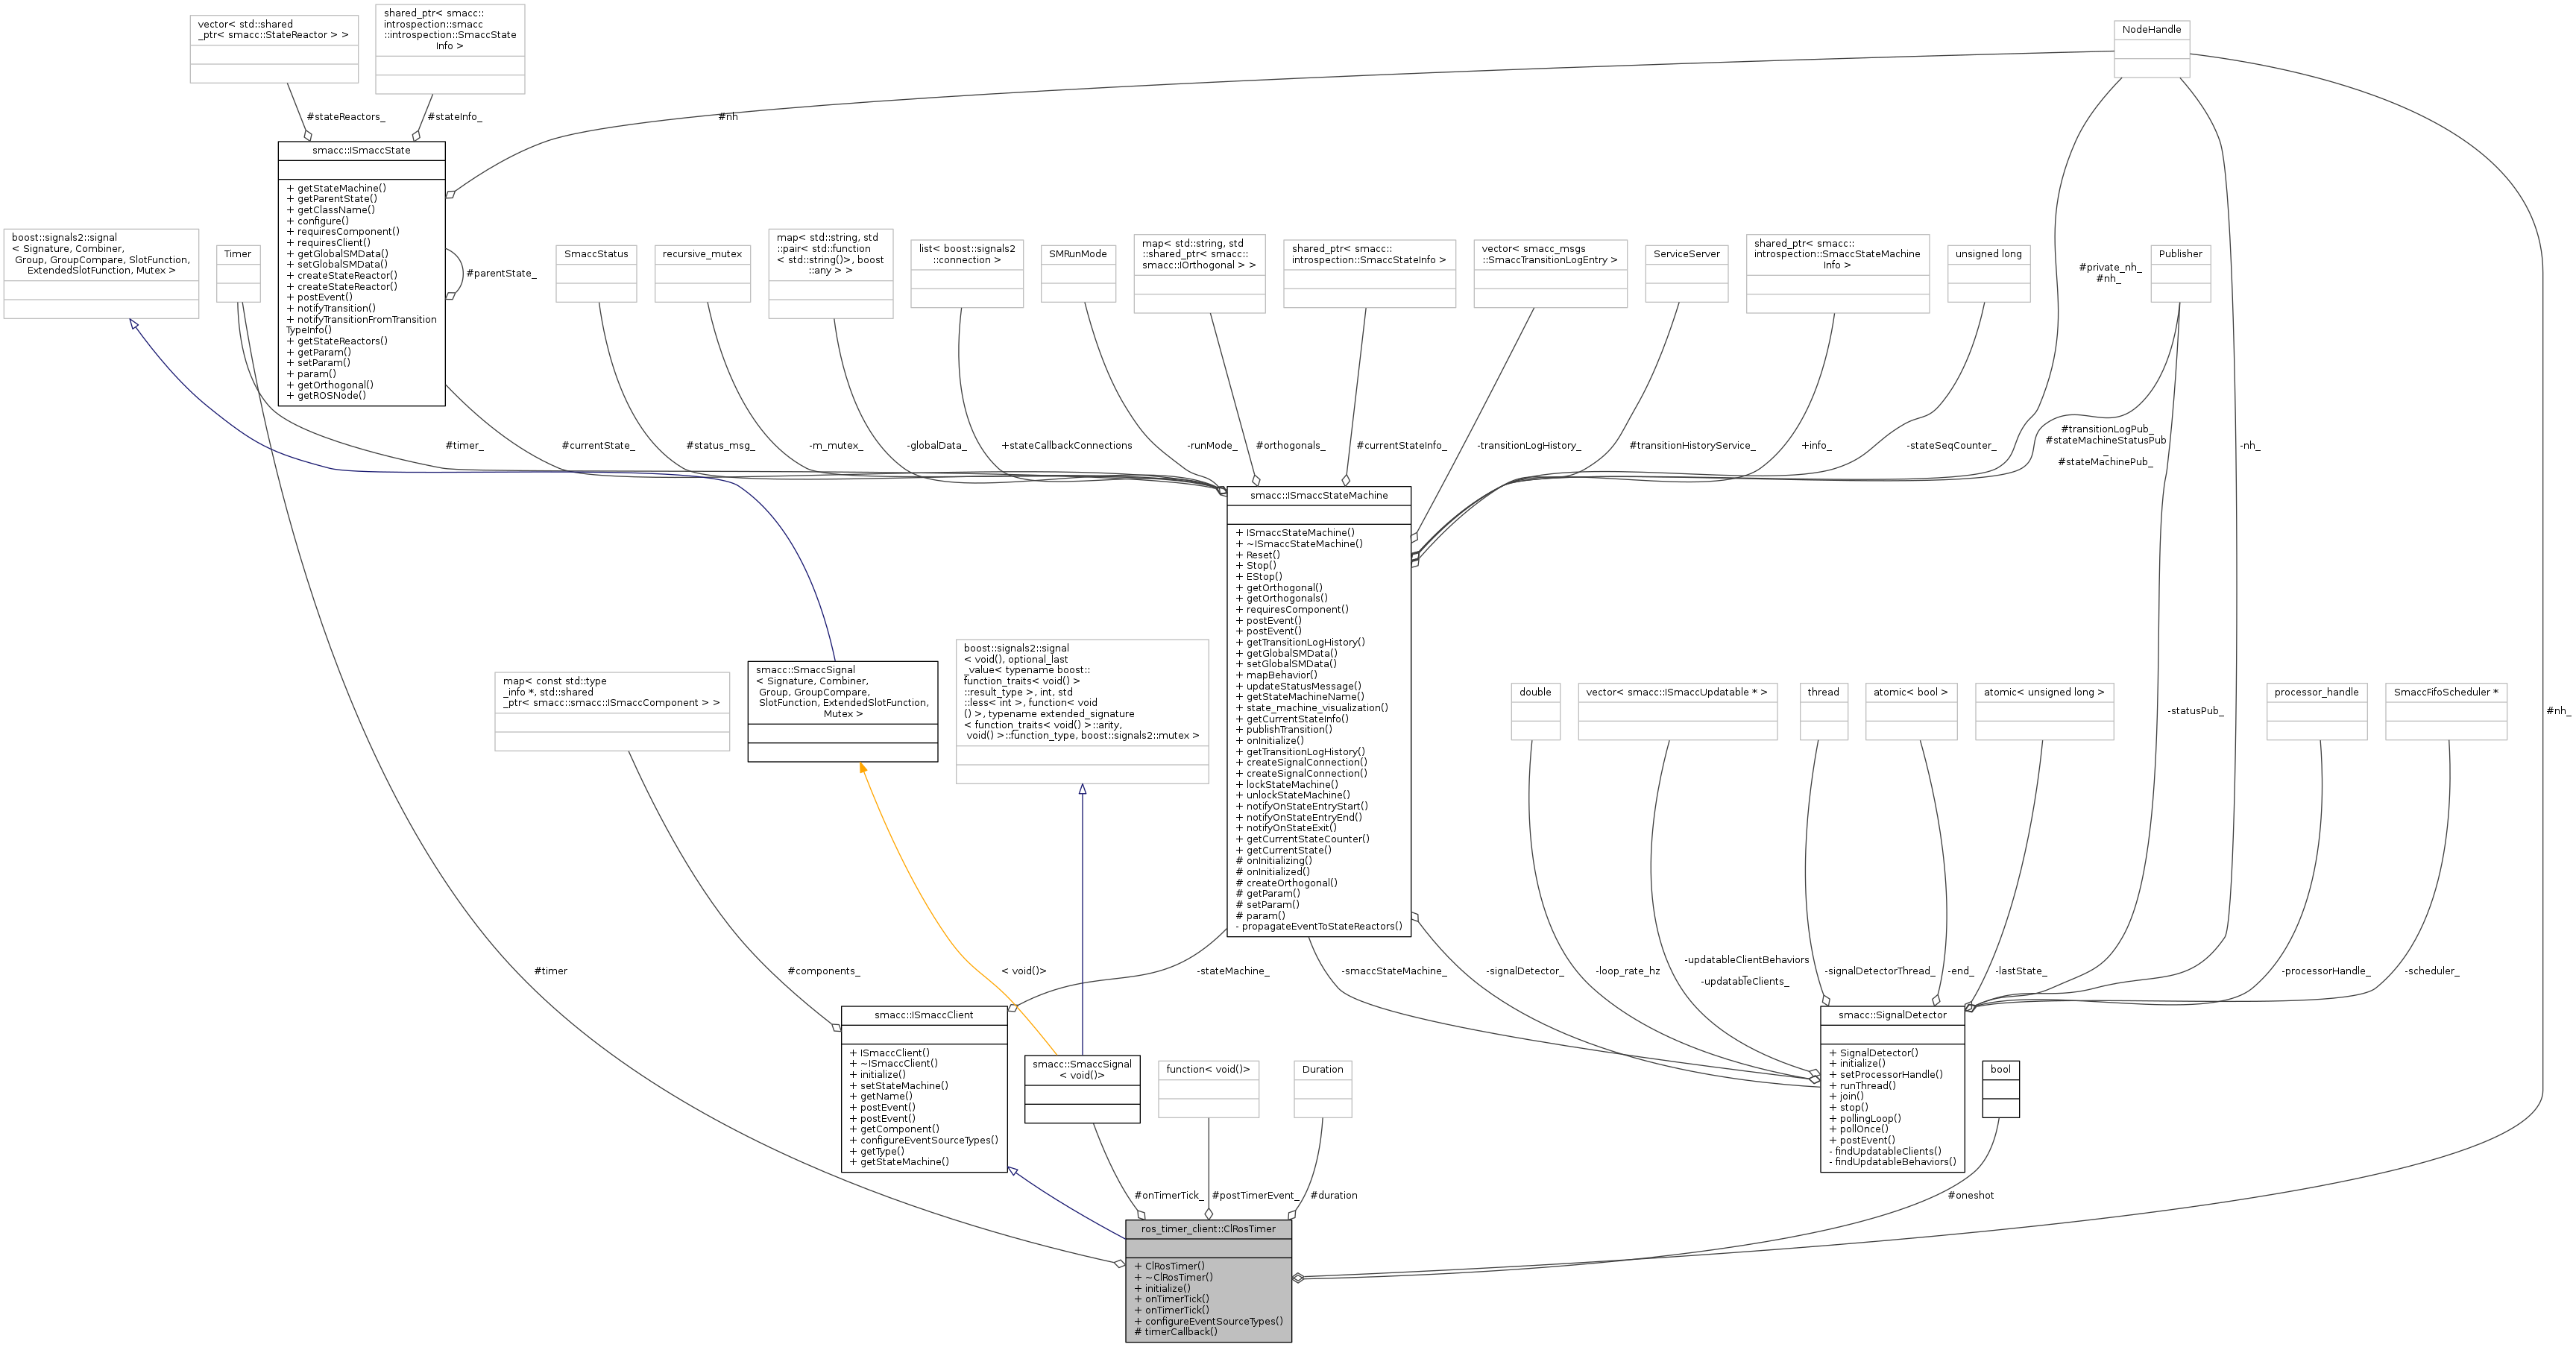 vector< std::shared
_ptr< smacc::StateReactor > >
shared_ptr< smacc::
introspection::smacc
::introspection::SmaccState
Info >
NodeHandle
#stateReactors_
#stateInfo_
#nh
smacc::ISmaccState
+ getStateMachine()
+ getParentState()
+ getClassName()
+ configure()
+ requiresComponent()
+ requiresClient()
+ getGlobalSMData()
+ setGlobalSMData()
+ createStateReactor()
+ createStateReactor()
+ postEvent()
+ notifyTransition()
+ notifyTransitionFromTransition
TypeInfo()
+ getStateReactors()
+ getParam()
+ setParam()
+ param()
+ getOrthogonal()
+ getROSNode()
#parentState_
boost::signals2::signal
< Signature, Combiner,
Group, GroupCompare, SlotFunction,
ExtendedSlotFunction, Mutex >
Timer
SmaccStatus
recursive_mutex
map< std::string, std
::pair< std::function
< std::string()>, boost
::any > >
list< boost::signals2
::connection >
SMRunMode
map< std::string, std
::shared_ptr< smacc::
smacc::IOrthogonal > >
shared_ptr< smacc::
introspection::SmaccStateInfo >
vector< smacc_msgs
::SmaccTransitionLogEntry >
ServiceServer
shared_ptr< smacc::
introspection::SmaccStateMachine
Info >
unsigned long
#private_nh_
#nh_
Publisher
#timer_
#currentState_
#status_msg_
-m_mutex_
-globalData_
+stateCallbackConnections
-runMode_
#orthogonals_
#currentStateInfo_
-transitionLogHistory_
#transitionHistoryService_
+info_
-stateSeqCounter_
#transitionLogPub_
#stateMachineStatusPub
_
#stateMachinePub_
-nh_
smacc::ISmaccStateMachine
+ ISmaccStateMachine()
+ ~ISmaccStateMachine()
+ Reset()
+ Stop()
+ EStop()
+ getOrthogonal()
+ getOrthogonals()
+ requiresComponent()
+ postEvent()
+ postEvent()
+ getTransitionLogHistory()
+ getGlobalSMData()
+ setGlobalSMData()
+ mapBehavior()
+ updateStatusMessage()
+ getStateMachineName()
+ state_machine_visualization()
+ getCurrentStateInfo()
+ publishTransition()
+ onInitialize()
+ getTransitionLogHistory()
+ createSignalConnection()
+ createSignalConnection()
+ lockStateMachine()
+ unlockStateMachine()
+ notifyOnStateEntryStart()
+ notifyOnStateEntryEnd()
+ notifyOnStateExit()
+ getCurrentStateCounter()
+ getCurrentState()
# onInitializing()
# onInitialized()
# createOrthogonal()
# getParam()
# setParam()
# param()
- propagateEventToStateReactors()
map< const std::type
_info *, std::shared
_ptr< smacc::smacc::ISmaccComponent > >
smacc::SmaccSignal
< Signature, Combiner,
Group, GroupCompare,
SlotFunction, ExtendedSlotFunction,
Mutex >
boost::signals2::signal
< void(), optional_last
_value< typename boost::
function_traits< void() >
::result_type >, int, std
::less< int >, function< void
() >, typename extended_signature
< function_traits< void() >::arity,
void() >::function_type, boost::signals2::mutex >
double
vector< smacc::ISmaccUpdatable * >
thread
atomic< bool >
atomic< unsigned long >
-statusPub_
processor_handle
SmaccFifoScheduler *
#nh_
#timer
#components_
< void()>
-stateMachine_
-smaccStateMachine_
-signalDetector_
-loop_rate_hz
-updatableClientBehaviors
_
-updatableClients_
-signalDetectorThread_
-end_
-lastState_
-processorHandle_
-scheduler_
smacc::ISmaccClient
+ ISmaccClient()
+ ~ISmaccClient()
+ initialize()
+ setStateMachine()
+ getName()
+ postEvent()
+ postEvent()
+ getComponent()
+ configureEventSourceTypes()
+ getType()
+ getStateMachine()
smacc::SmaccSignal
< void()>
function< void()>
Duration
smacc::SignalDetector
+ SignalDetector()
+ initialize()
+ setProcessorHandle()
+ runThread()
+ join()
+ stop()
+ pollingLoop()
+ pollOnce()
+ postEvent()
- findUpdatableClients()
- findUpdatableBehaviors()
bool
#onTimerTick_
#postTimerEvent_
#duration
#oneshot
ros_timer_client::ClRosTimer
+ ClRosTimer()
+ ~ClRosTimer()
+ initialize()
+ onTimerTick()
+ onTimerTick()
+ configureEventSourceTypes()
# timerCallback()